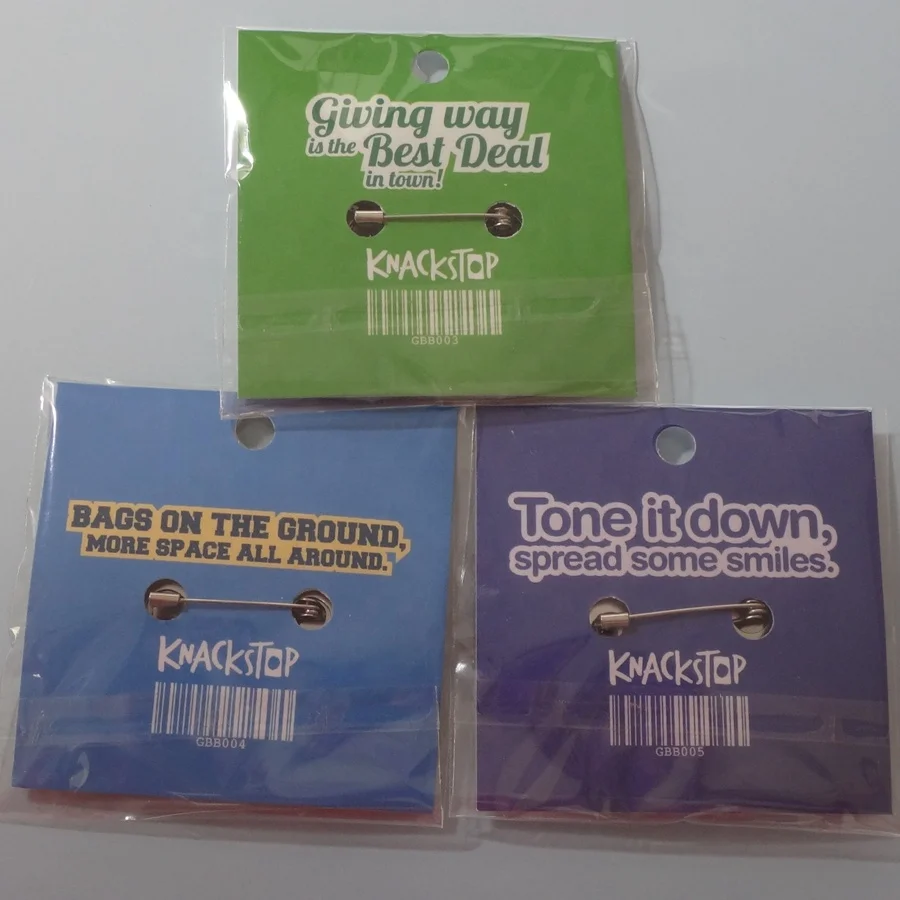 Giving way
is the Best Deal
in town!
KNACKSTOP
GBB003
BAGS ON THE GROUND,
MORE SPACE ALL AROUND.
KNACKSTOP
GBB004
Tone it down,
spread some smiles.
KNACKSTOP
GBB005